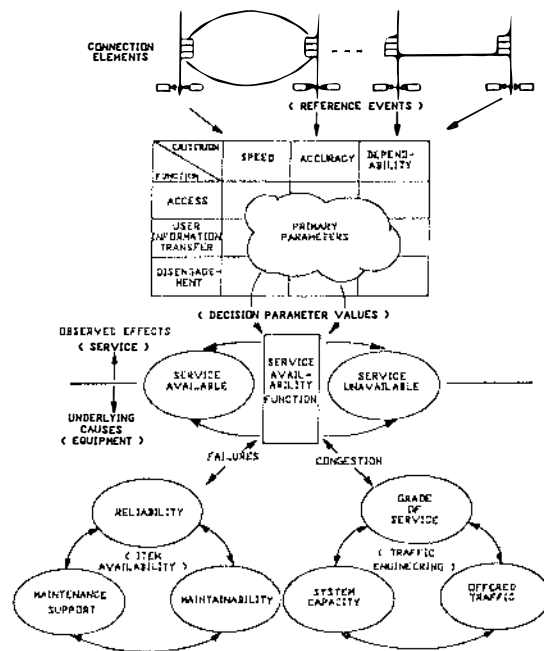 CONNECTION
ELEMENTS
( REFERENCE EVENTS )
CRITERION
FUNCTION
SPEED
ACCURACY
DEPEND-
ABILITY
ACCESS
USER
INFORMATION
TRANSFER
DISENGAGE-
MENT
PRIMARY
PARAMETERS
( DECISION PARAMETER VALUES )
OBSERVED EFFECTS
( SERVICE )
UNDERLYING
CAUSES
( EQUIPMENT )
SERVICE
AVAILABLE
SERVICE
AVAIL-
ABILITY
FUNCTION
SERVICE
UNAVAILABLE
FAILURES
CONGESTION
RELIABILITY
( ITEM
AVAILABILITY )
MAINTENANCE
SUPPORT
MAINTAINABILITY
GRADE
OF
SERVICE
( TRAFFIC
ENGINEERING )
SYSTEM
CAPACITY
OFFERED
TRAFFIC